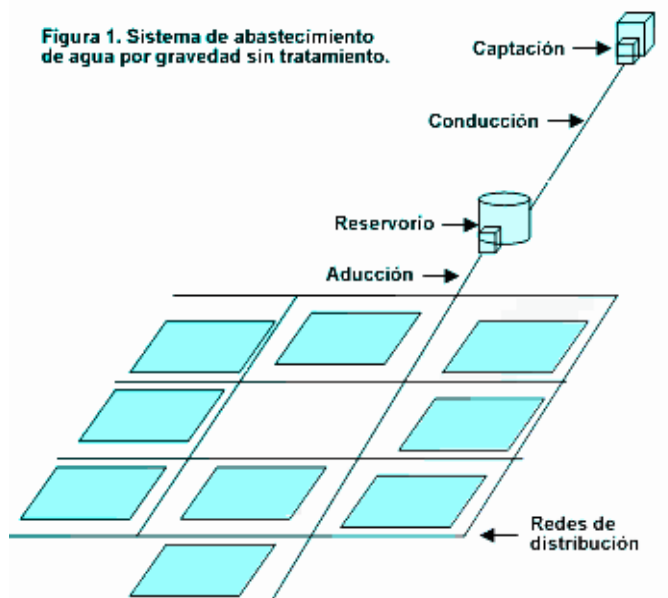 Figura 1. Sistema de abastecimiento
de agua por gravedad sin tratamiento.
Captación
Conducción
Reservorio
Aducción
Redes de
distribución